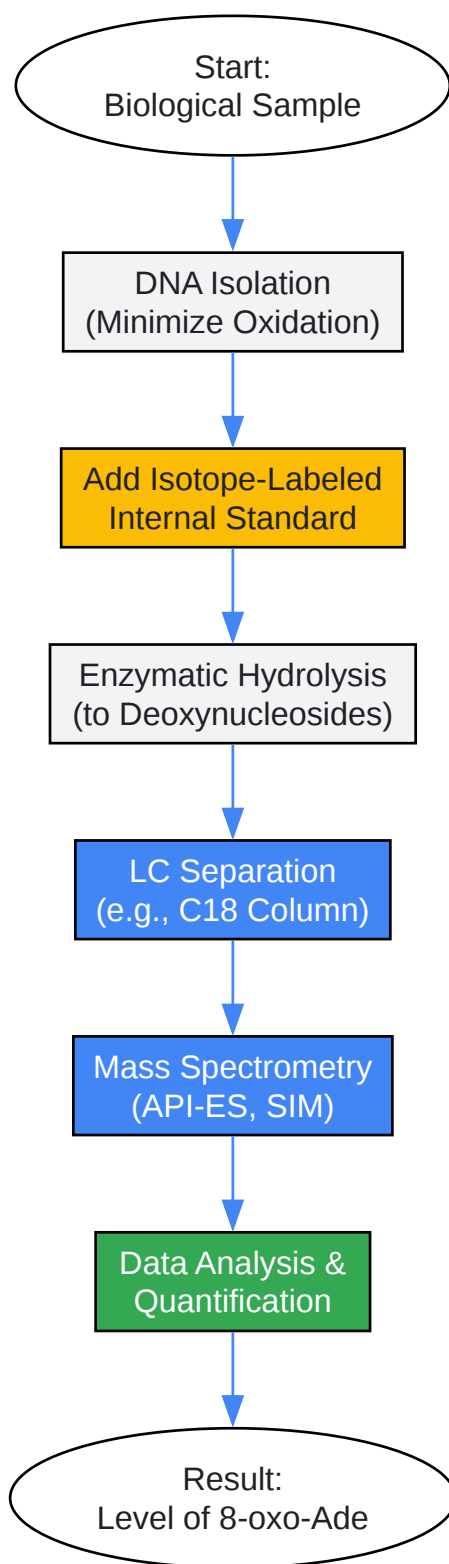 Start:
Biological Sample
DNA Isolation
(Minimize Oxidation)
Add Isotope-Labeled
Internal Standard
Enzymatic Hydrolysis
(to Deoxynucleosides)
LC Separation
(e.g., C18 Column)
Mass Spectrometry
(API-ES, SIM)
Data Analysis &
Quantification
Result:
Level of 8-oxo-Ade